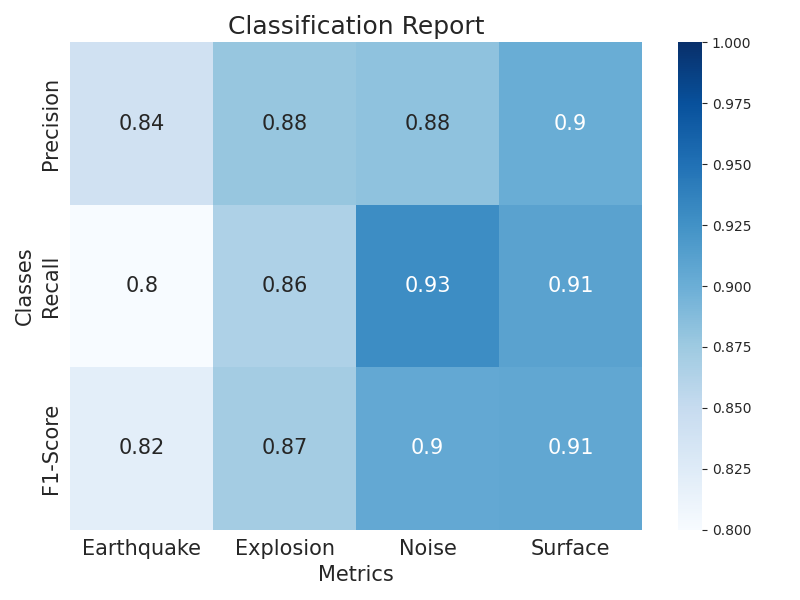 Classification Report
Classes
Precision
0.84 0.88 0.88 0.9
Recall
0.8 0.86 0.93 0.91
F1-Score
0.82 0.87 0.9 0.91
Earthquake Explosion Noise Surface
Metrics
1.000
0.975
0.950
0.925
0.900
0.875
0.850
0.825
0.800